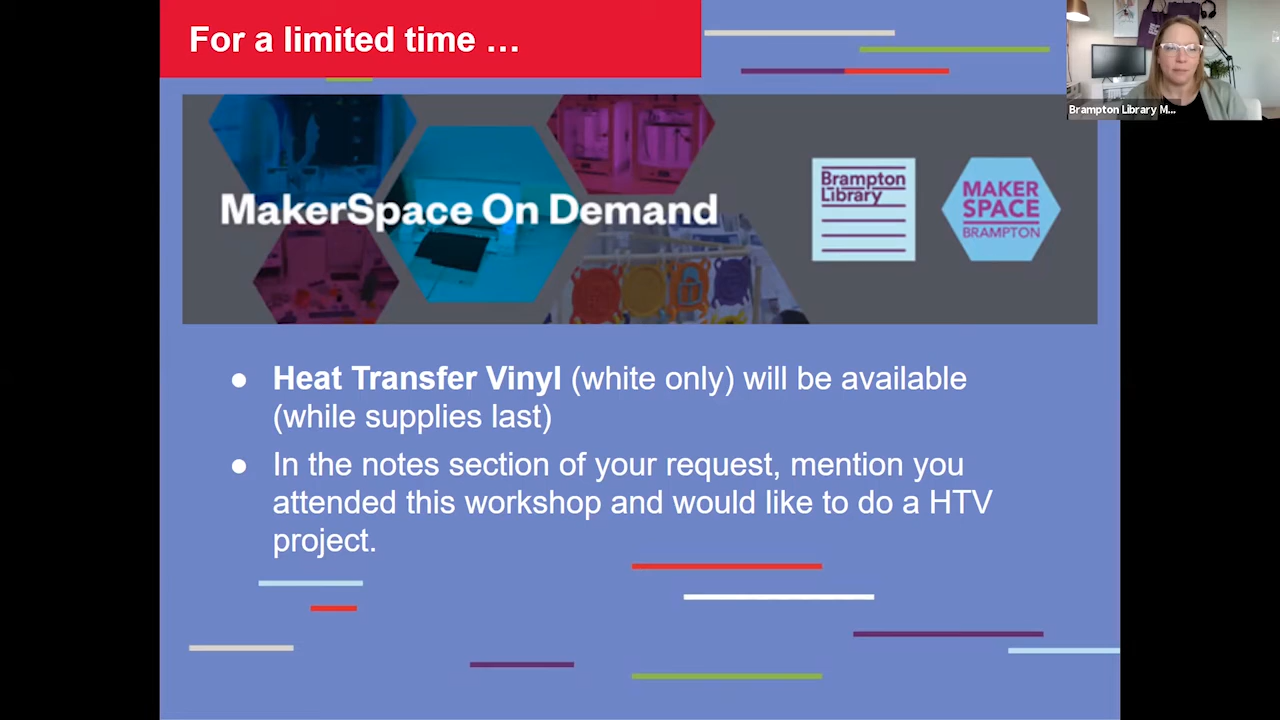 For a limited time …
MakerSpace On Demand
Brampton
Library
MAKER
SPACE
BRAMPTON
Brampton Library M...
● Heat Transfer Vinyl (white only) will be available
(while supplies last)
● In the notes section of your request, mention you
attended this workshop and would like to do a HTV
project.